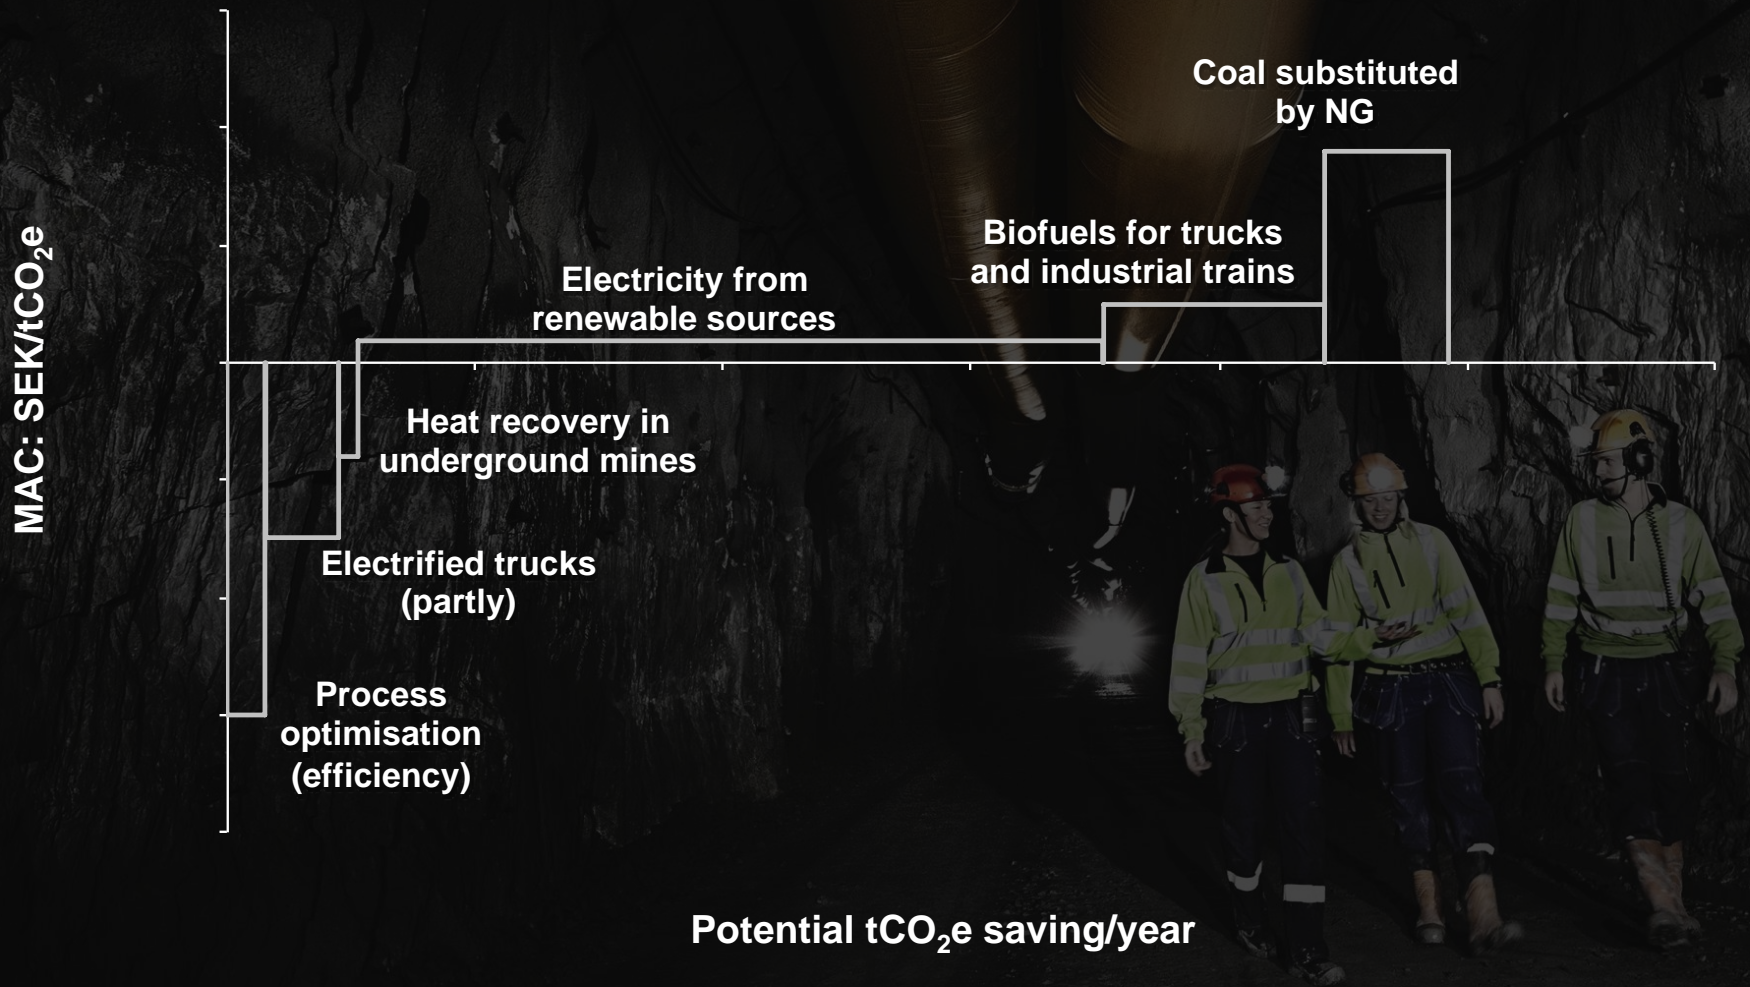 Coal substituted
by NG
Biofuels for trucks
and industrial trains
Electricity from
renewable sources
MAC: SEK/tCO₂e
Heat recovery in
underground mines
Electrified trucks
(partly)
Process
optimisation
(efficiency)
Potential tCO₂e saving/year